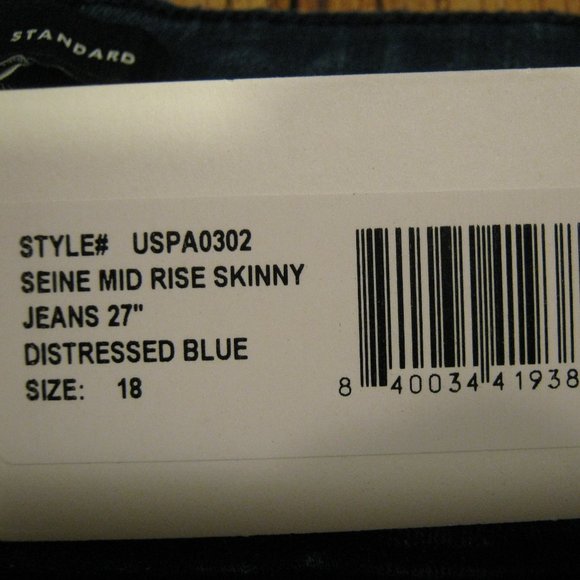 STANDARD
STYLE# USPA0302
SEINE MID RISE SKINNY
JEANS 27"
DISTRESSED BLUE
SIZE: 18
8 40034 41938